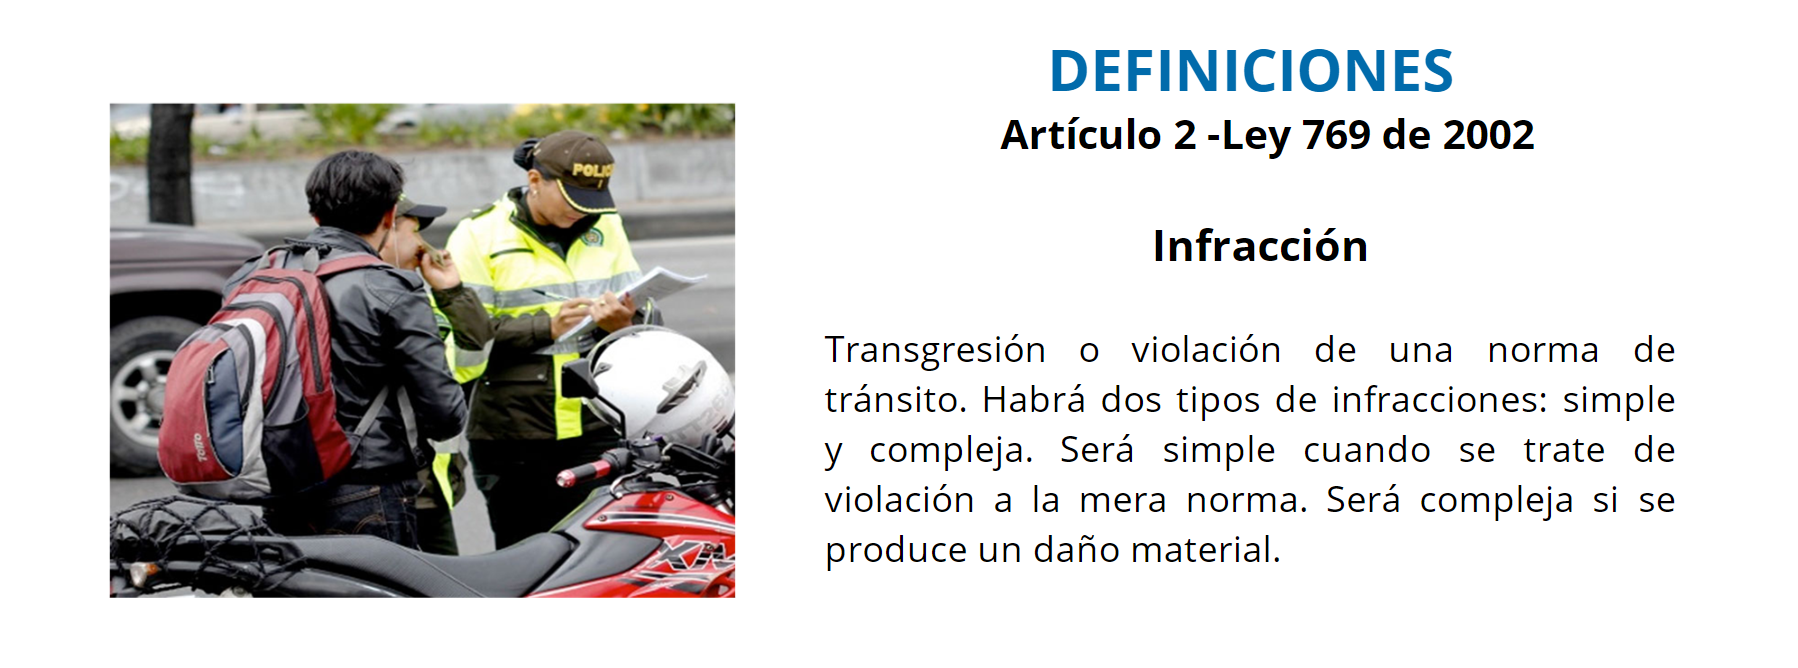 DEFINICIONES
Artículo 2 -Ley 769 de 2002
Infracción
Transgresión o violación de una norma de
tránsito. Habrá dos tipos de infracciones: simple
y compleja. Será simple cuando se trate de
violación a la mera norma. Será compleja si se
produce un daño material.
POLICI
Totto